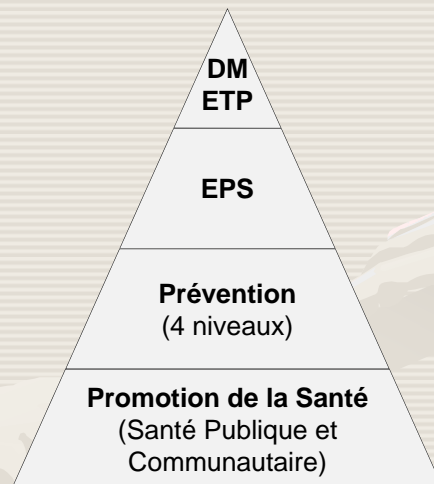 DM
ETP
EPS
Prévention
(4 niveaux)
Promotion de la Santé
(Santé Publique et
Communautaire)